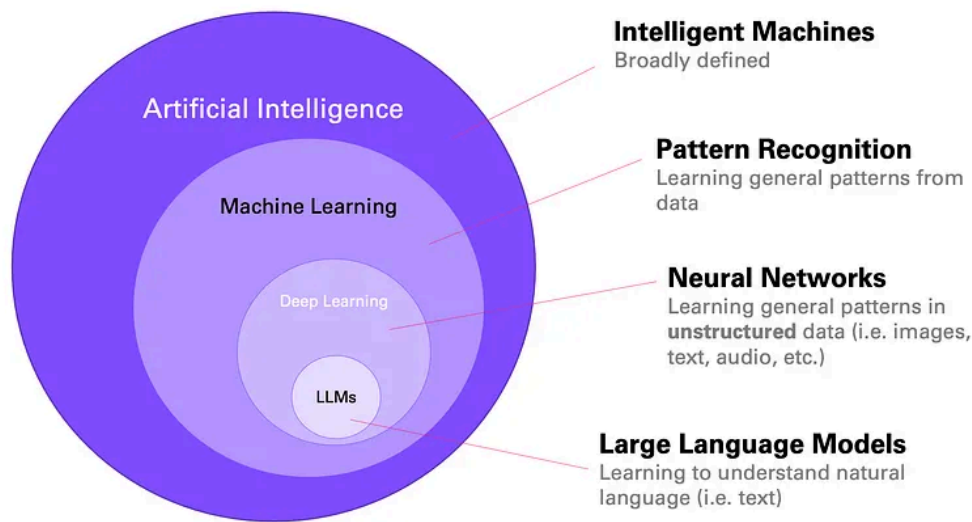 Artificial Intelligence
Machine Learning
Deep Learning
LLMs
Intelligent Machines
Broadly defined
Pattern Recognition
Learning general patterns from
data
Neural Networks
Learning general patterns in
unstructured data (i.e. images,
text, audio, etc.)
Large Language Models
Learning to understand natural
language (i.e. text)